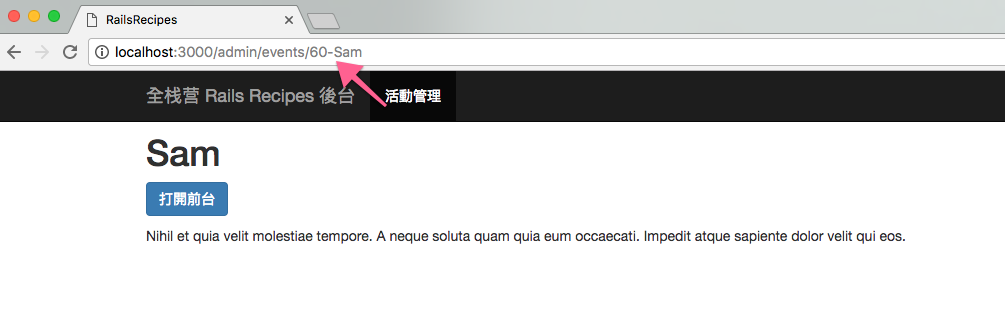 RailsRecipes
localhost:3000/admin/events/60-Sam
全栈营 Rails Recipes 後台 活動管理
Sam
打開前台
Nihil et quia velit molestiae tempore. A neque soluta quam quia eum occaecati. Impedit atque sapiente dolor velit qui eos.